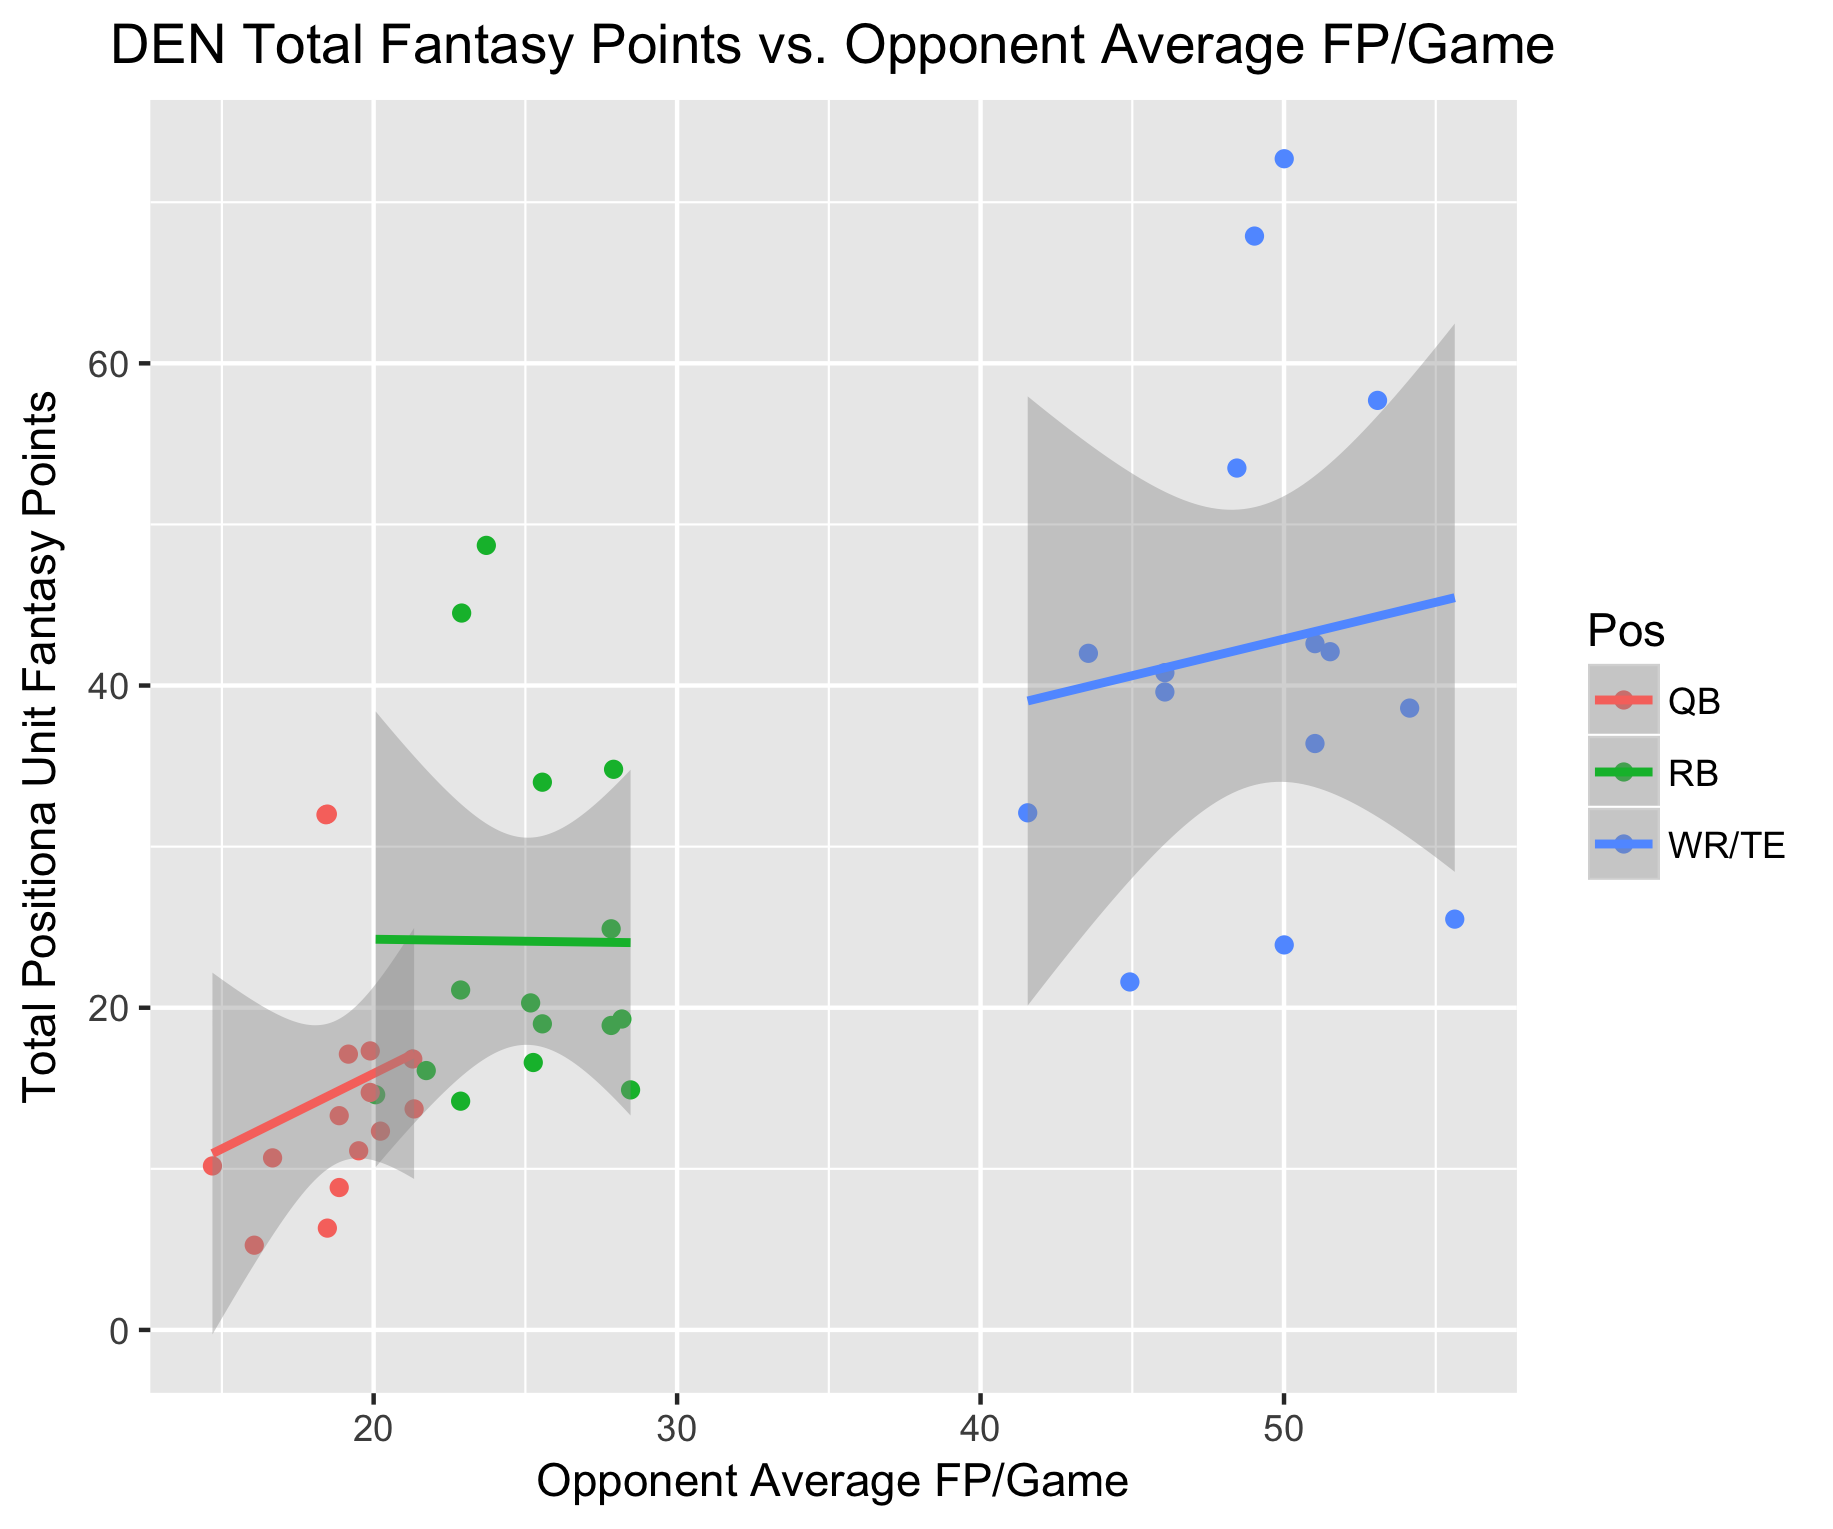 DEN Total Fantasy Points vs. Opponent Average FP/Game
Total Positiona Unit Fantasy Points
60
40
20
0
20 30 40 50
Opponent Average FP/Game
Pos
QB
RB
WR/TE